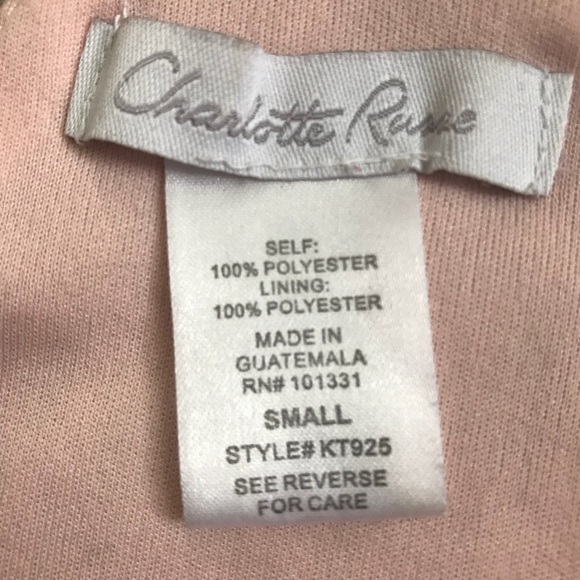 Charlotte Russe
SELF:
100% POLYESTER
LINING:
100% POLYESTER
MADE IN
GUATEMALA
RN# 101331
SMALL
STYLE# KT925
SEE REVERSE
FOR CARE